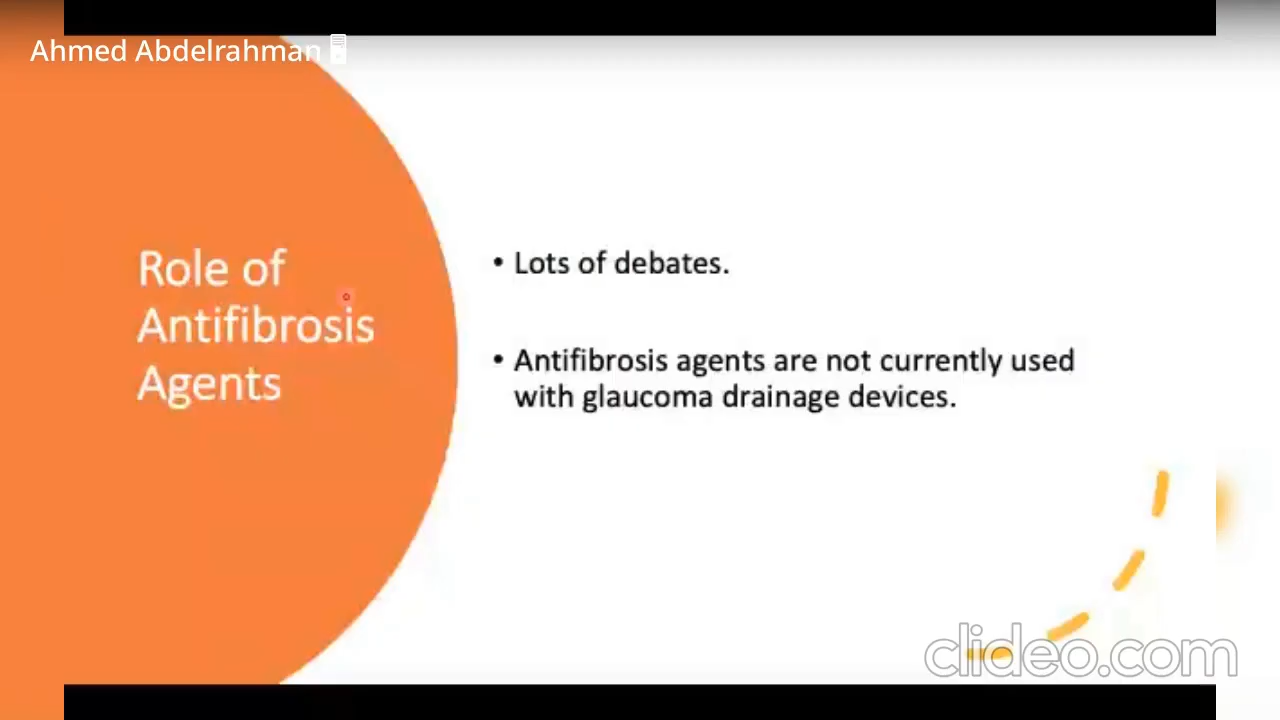 Ahmed Abdelrahman
Role of
Antifibrosis
Agents
• Lots of debates.
• Antifibrosis agents are not currently used
with glaucoma drainage devices.
clideo.com